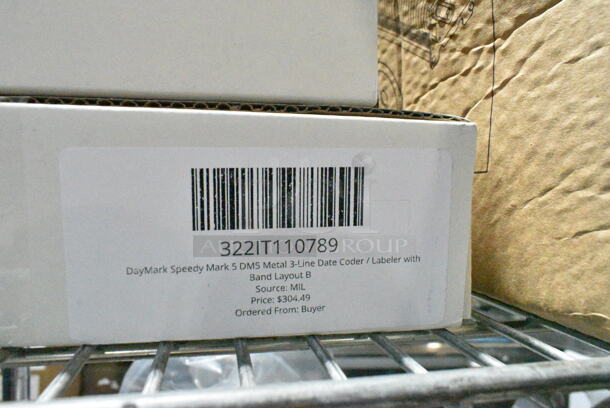 322IT110789
DayMark Speedy Mark 5 DM5 Metal 3-Line Date Coder / Labeler with
Band Layout B
Source: MIL
Price: $304.49
Ordered From: Buyer
GROUP